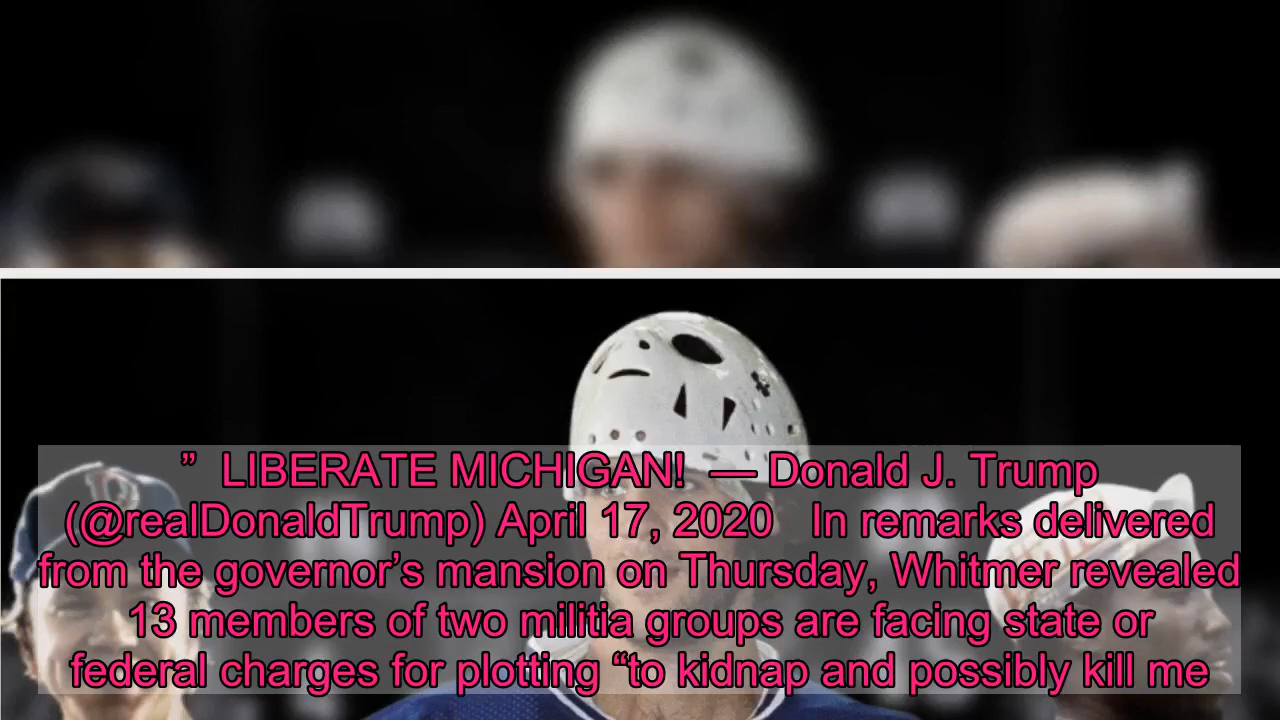 ” LIBERATE MICHIGAN! — Donald J. Trump
(@realDonaldTrump) April 17, 2020 In remarks delivered
from the governor’s mansion on Thursday, Whitmer revealed
13 members of two militia groups are facing state or
federal charges for plotting “to kidnap and possibly kill me